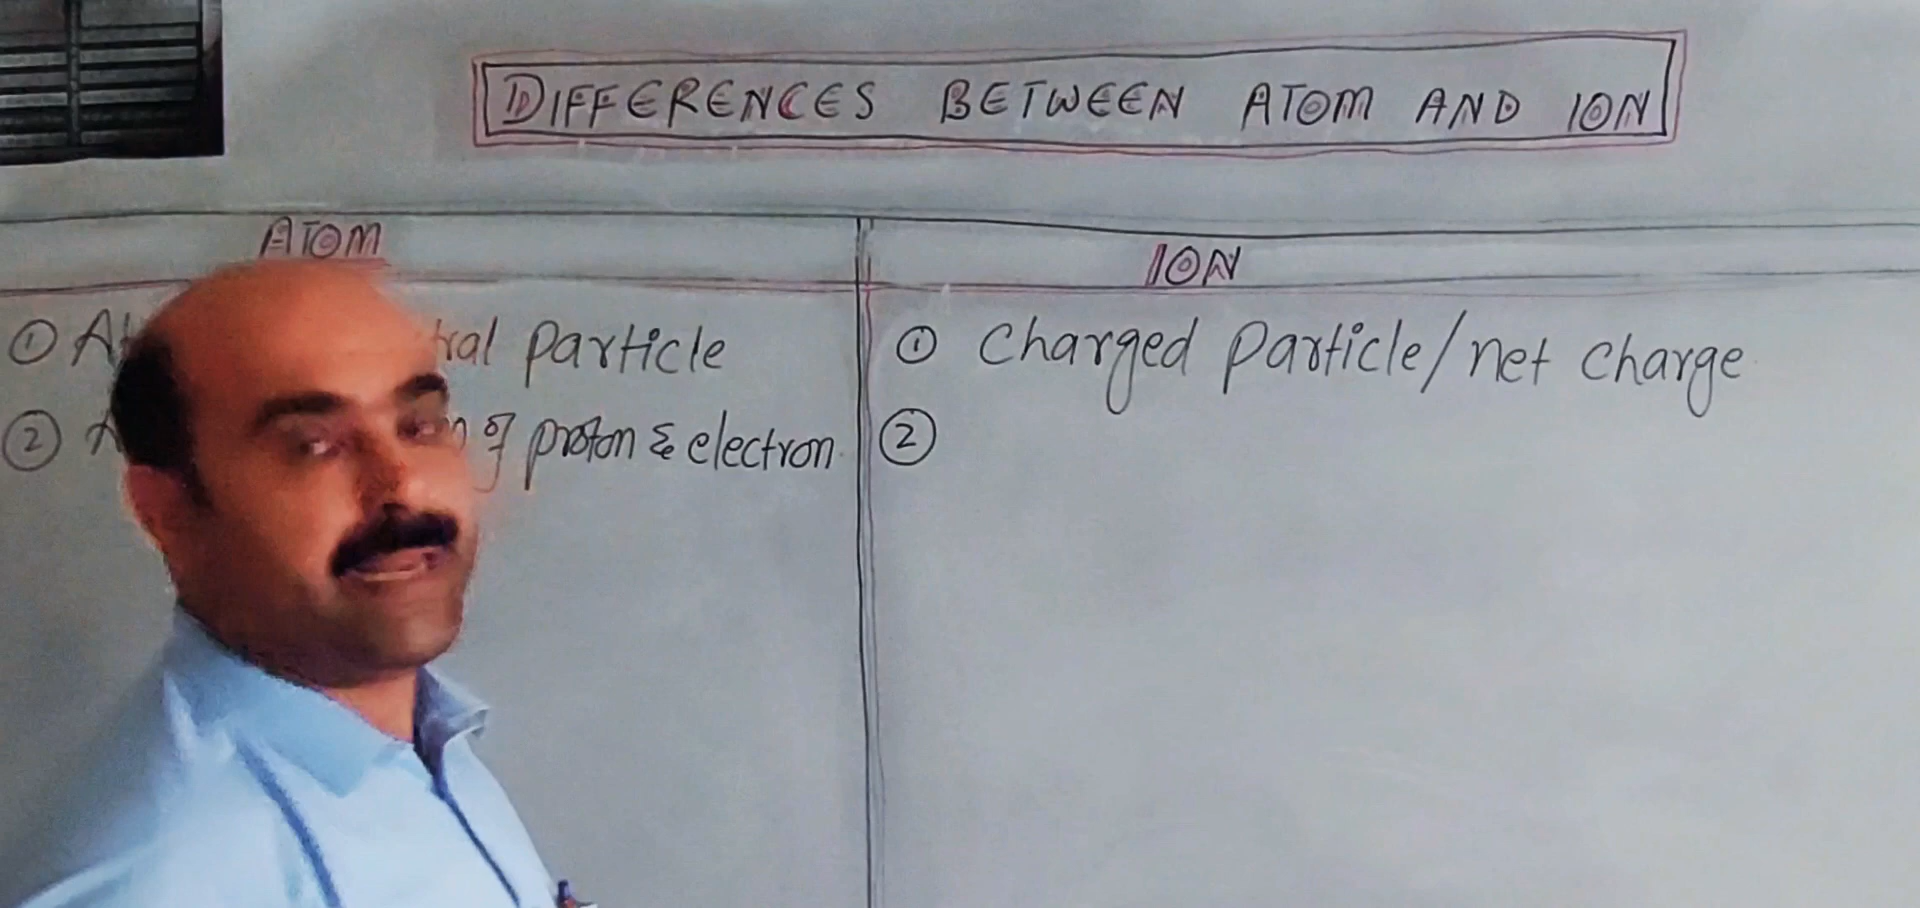 DIFFERENCES BETWEEN ATOM AND ION
ATOM
ION
① Particle
① Charged Particle/net charge
② of proton & electron
②